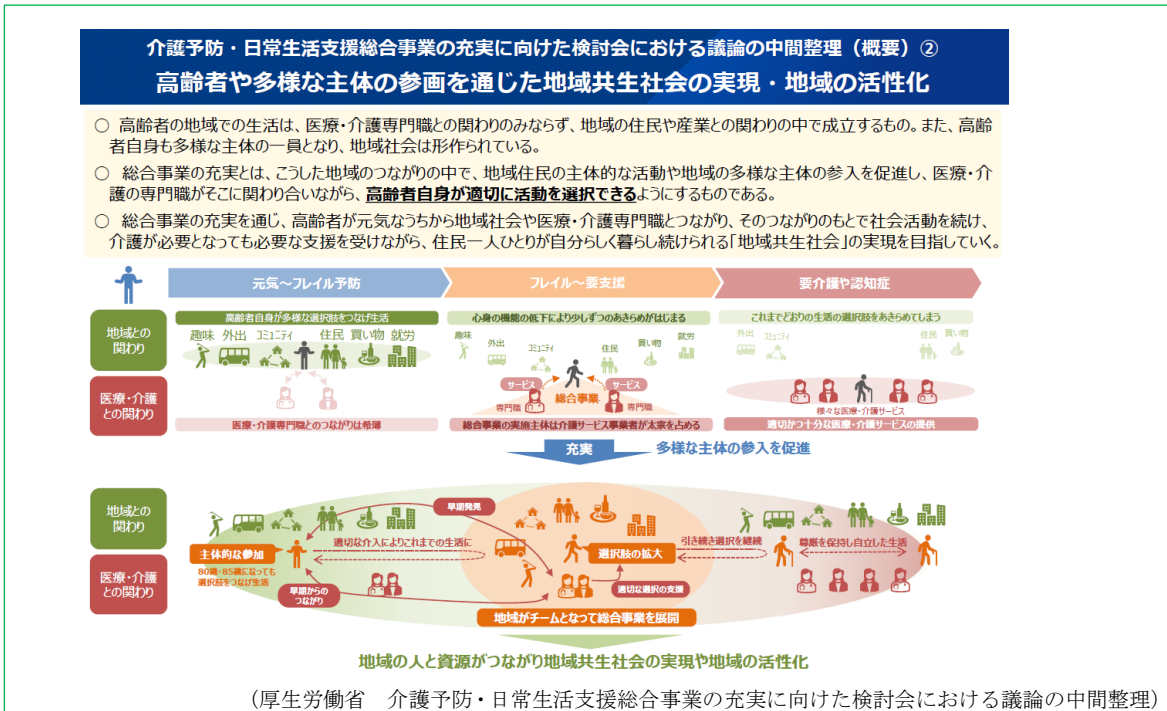 介護予防・日常生活支援総合事業の充実に向けた検討会における議論の中間整理（概要）②
高齢者や多様な主体の参画を通じた地域共生社会の実現・地域の活性化
○ 高齢者の地域での生活は、医療・介護専門職との関わりのみならず、地域の住民や産業との関わりの中で成立するもの。また、高齢
者自身も多様な主体の一員となり、地域社会は形作られている。
○ 総合事業の充実とは、こうした地域のつながりの中で、地域住民の主体的な活動や地域の多様な主体の参入を促進し、医療・介
護の専門職がそこに関わり合いながら、高齢者自身が適切に活動を選択できるようにするものである。
○ 総合事業の充実を通じ、高齢者が元気なうちから地域社会や医療・介護専門職とつながり、そのつながりのもとで社会活動を続け、
介護が必要となっても必要な支援を受けながら、住民一人ひとりが自分らしく暮らし続けられる「地域共生社会」の実現を目指していく。
元気～フレイル予防
フレイル～要支援
要介護や認知症
地域との
関わり
高齢者自身が多様な選択肢をつなげ生活
趣味 外出 コミュニティ 住民 買い物 就労
心身の機能の低下により少しずつのあきらめがはじまる
趣味 外出 コミュニティ 住民 買い物 就労
これまでどおりの生活の選択肢をあきらめてしまう
外出 コミュニティ 住民 買い物
医療・介護
との関わり
医療・介護専門職とのつながりは希薄
サービス サービス
専門職 総合事業 専門職
総合事業の実施主体は介護サービス事業者が太宗を占める
様々な医療・介護サービス
適切かつ十分な医療・介護サービスの提供
充実
多様な主体の参入を促進
地域との
関わり
医療・介護
との関わり
早期発見
主体的な参加
80歳・85歳になっても
選択肢をつなげ生活
適切な介入によりこれまでの生活に
早期からの
つながり
選択肢の拡大
適切な選択の支援
引き続き選択を継続
尊厳を保持し自立した生活
地域がチームとなって総合事業を展開
地域の人と資源がつながり地域共生社会の実現や地域の活性化
（厚生労働省 介護予防・日常生活支援総合事業の充実に向けた検討会における議論の中間整理）